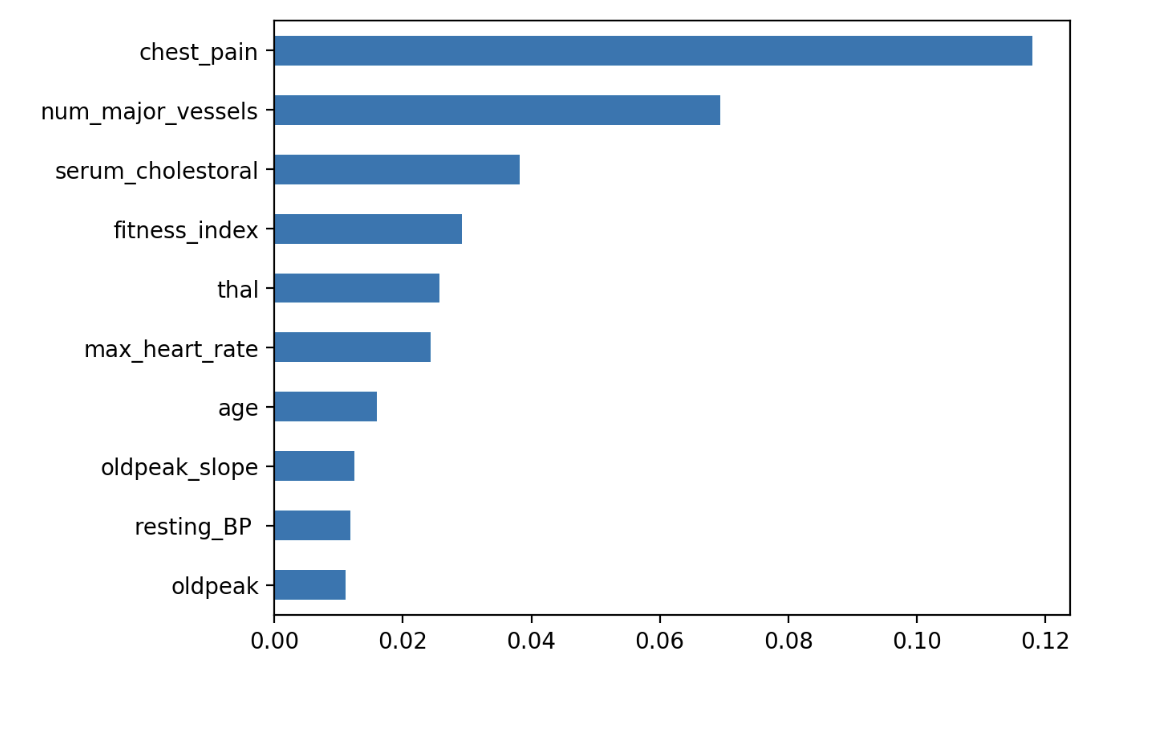 chest_pain
num_major_vessels
serum_cholestoral
fitness_index
thal
max_heart_rate
age
oldpeak_slope
resting_BP
oldpeak
0.00 0.02 0.04 0.06 0.08 0.10 0.12